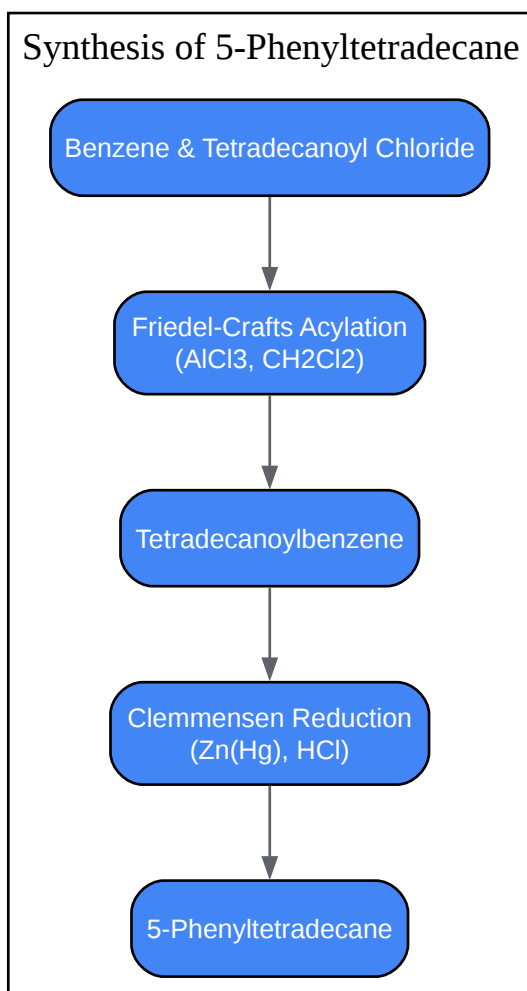 Synthesis of 5-Phenyltetradecane
Benzene & Tetradecanoyl Chloride
Friedel-Crafts Acylation
(AlCl3, CH2Cl2)
Tetradecanoylbenzene
Clemmensen Reduction
(Zn(Hg), HCl)
5-Phenyltetradecane